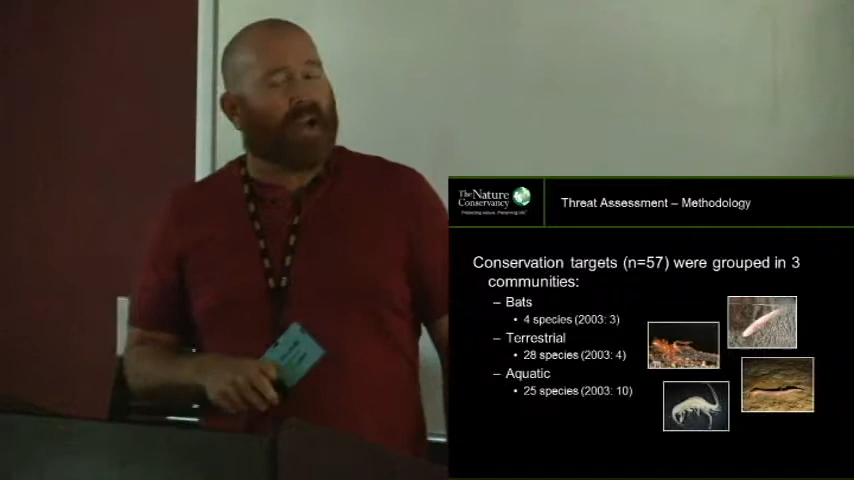 The Nature
Conservancy
Protecting nature. Preserving life.
Threat Assessment – Methodology
Conservation targets (n=57) were grouped in 3
communities:
– Bats
• 4 species (2003: 3)
– Terrestrial
• 28 species (2003: 4)
– Aquatic
• 25 species (2003: 10)